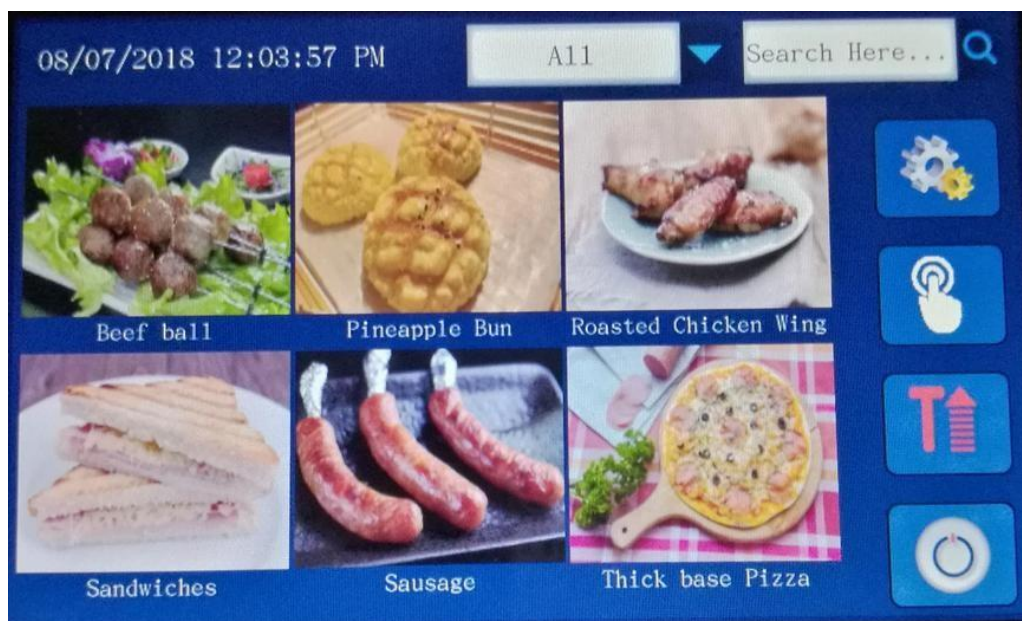 08/07/2018 12:03:57 PM
All
Search Here...
Beef ball
Pineapple Bun
Roasted Chicken Wing
T
Sandwiches
Sausage
Thick base Pizza